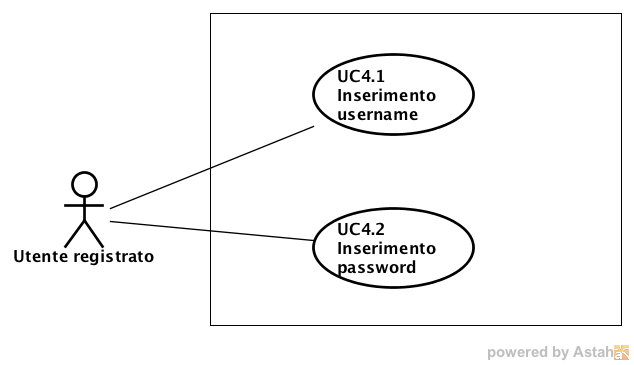 UC4.1
Inserimento
username
UC4.2
Inserimento
password
Utente registrato
powered by Astah